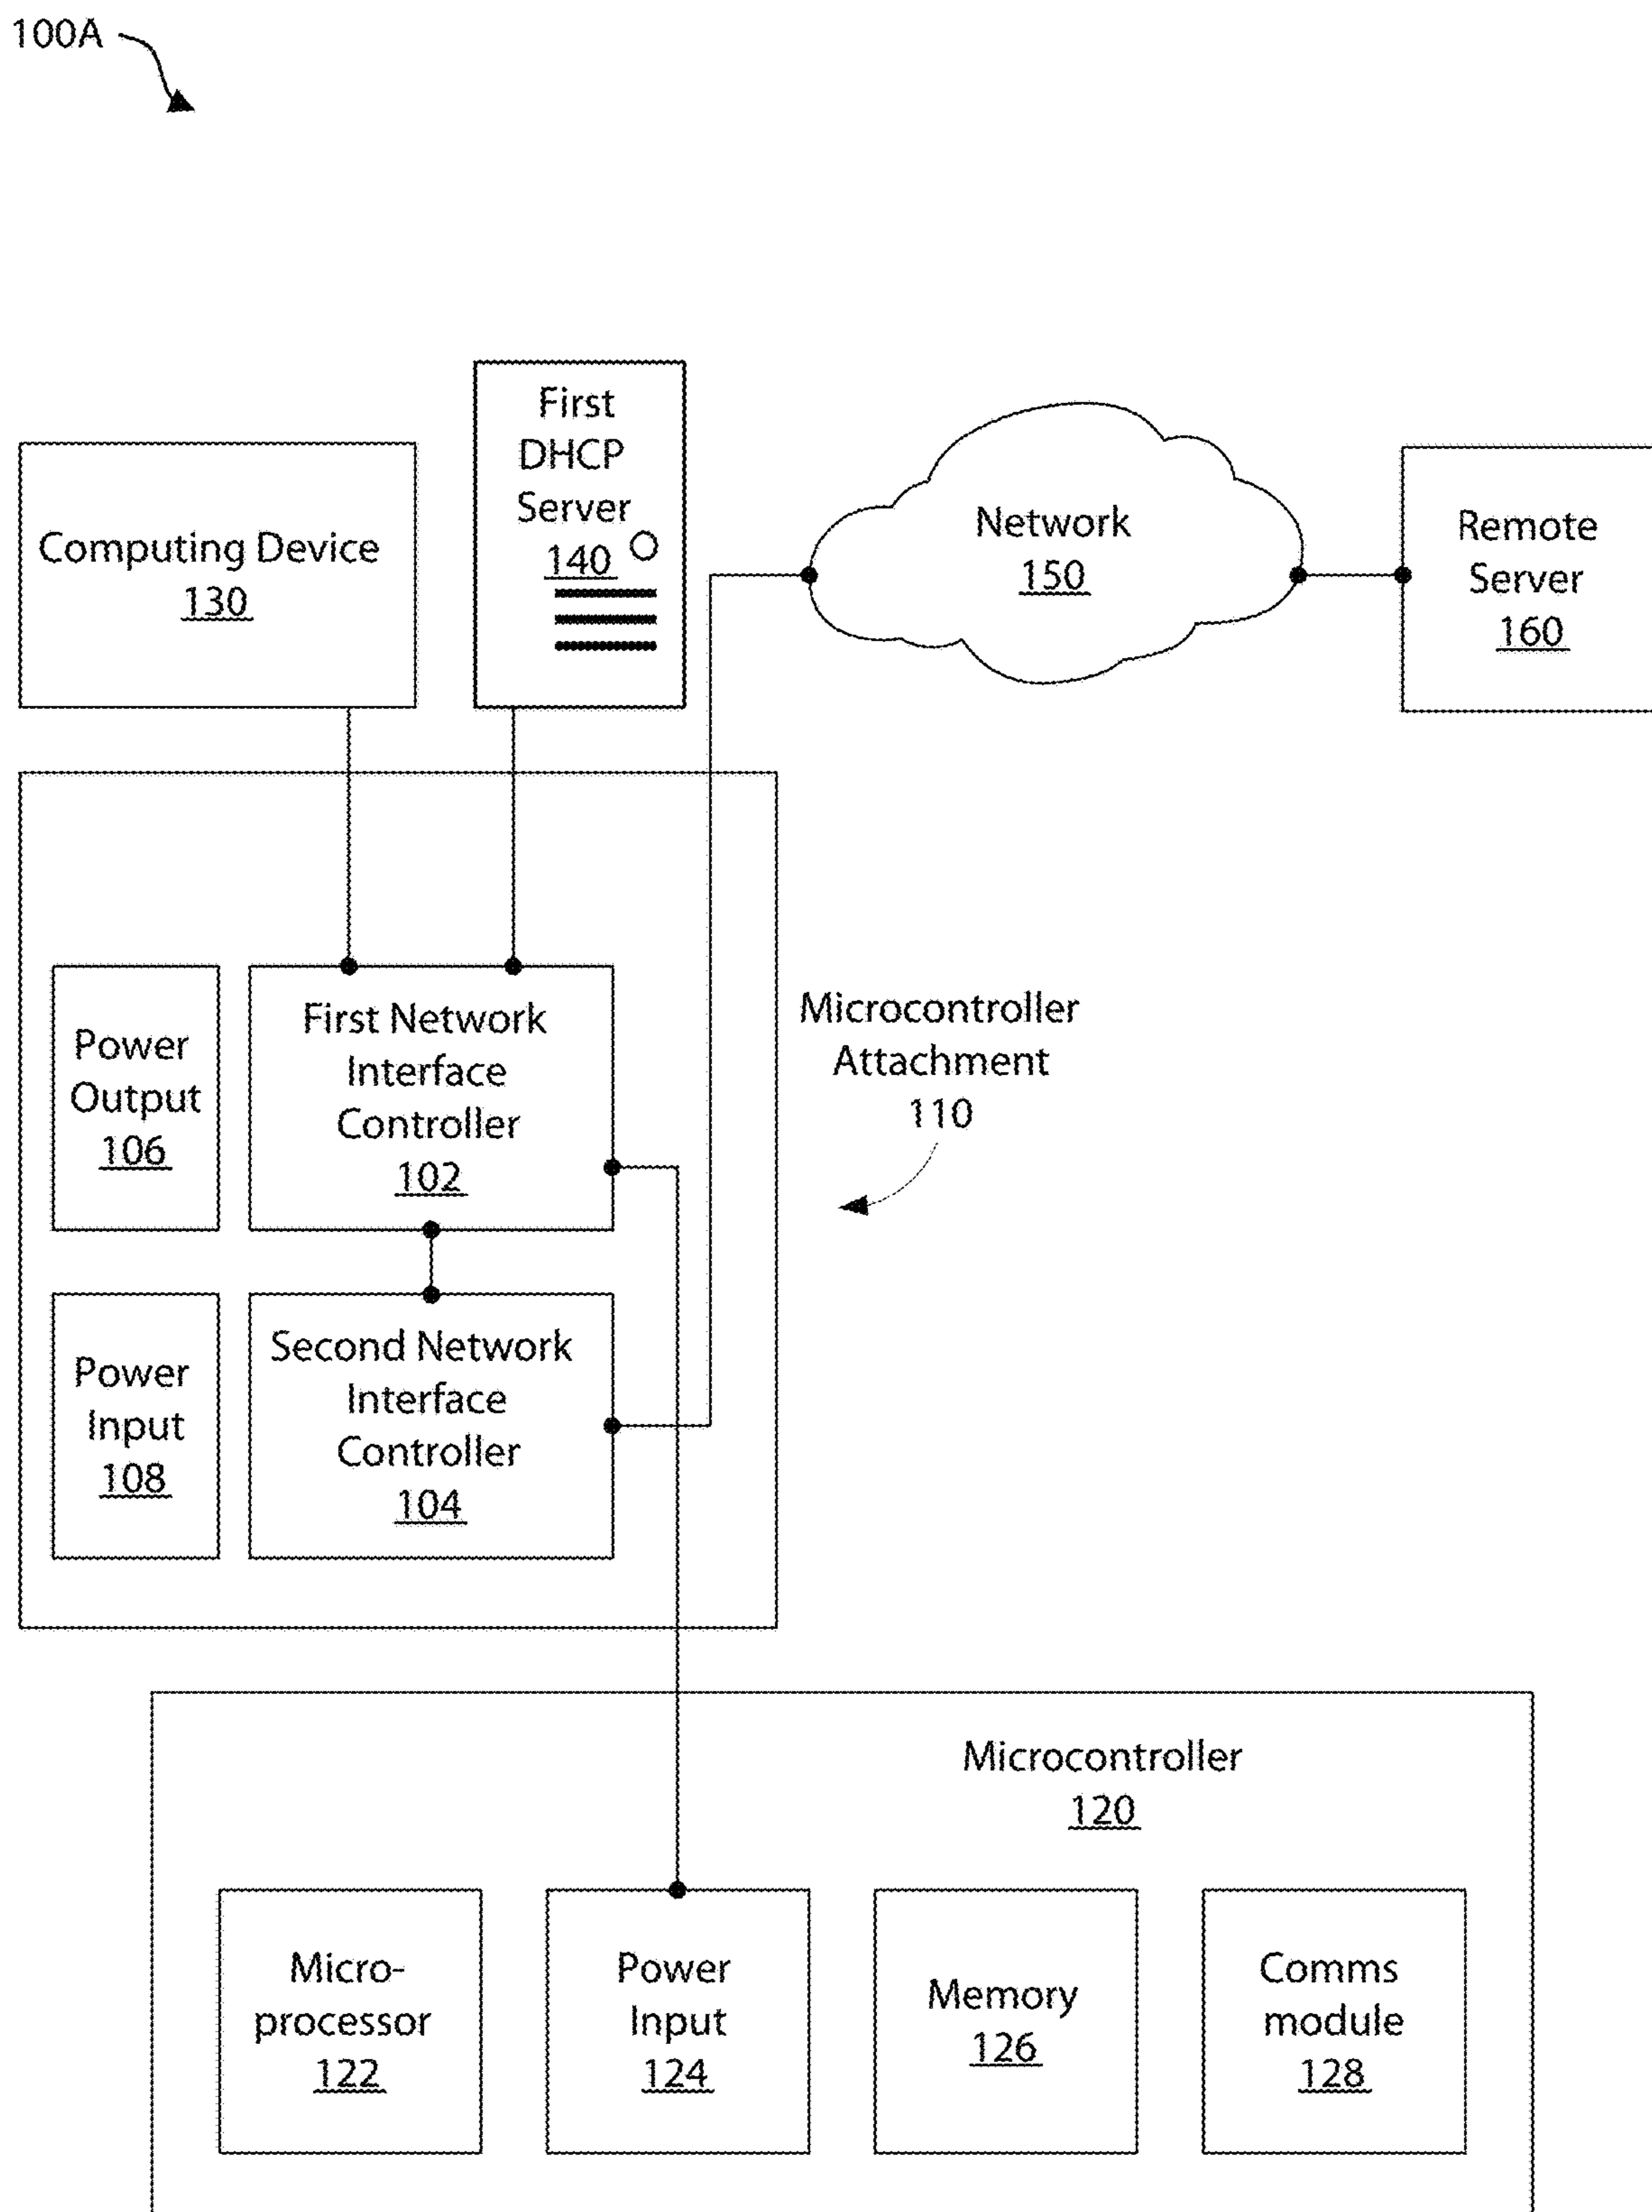 100A
First
DHCP
Server
140
Computing Device
130
Network
150
Remote
Server
160
Power
Output
106
First Network
Interface
Controller
102
Microcontroller
Attachment
110
Power
Input
108
Second Network
Interface
Controller
104
Microcontroller
120
Micro-
processor
122
Power
Input
124
Memory
126
Comms
module
128